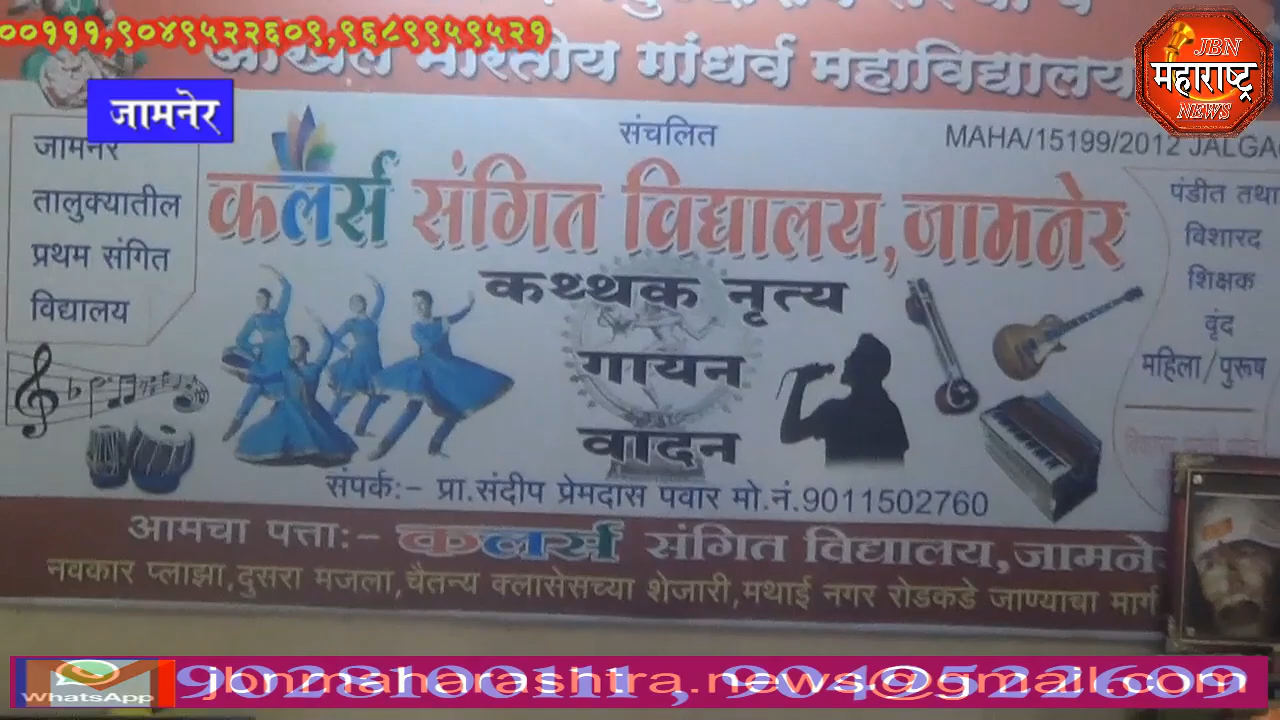 ००१११,९०४९५२२६०९,९६८९९५९५२१
अखिल भारतीय गांधर्व महाविद्यालय
JBN
महाराष्ट्र
NEWS
जामनेर
संचलित
MAHA/15199/2012 JALGA
जामनेर
तालुक्यातील
प्रथम संगित
विद्यालय
कलर्स संगित विद्यालय,जामनेर
पंडीत तथा
विशारद
शिक्षक
वृंद
महिला/पुरूष
कथ्थक नृत्य
गायन
वादन
संपर्क:- प्रा.संदीप प्रेमदास पवार मो.नं.9011502760
आमचा पत्ता:- कलर्स संगित विद्यालय,जामने
नवकार प्लाझा,दुसरा मजला,चैतन्य क्लासेसच्या शेजारी,मथाई नगर रोडकडे जाण्याचा मार्ग
WhatsApp
9028100111 , 9049522609
jbnmaharashtra.news@gmail.com